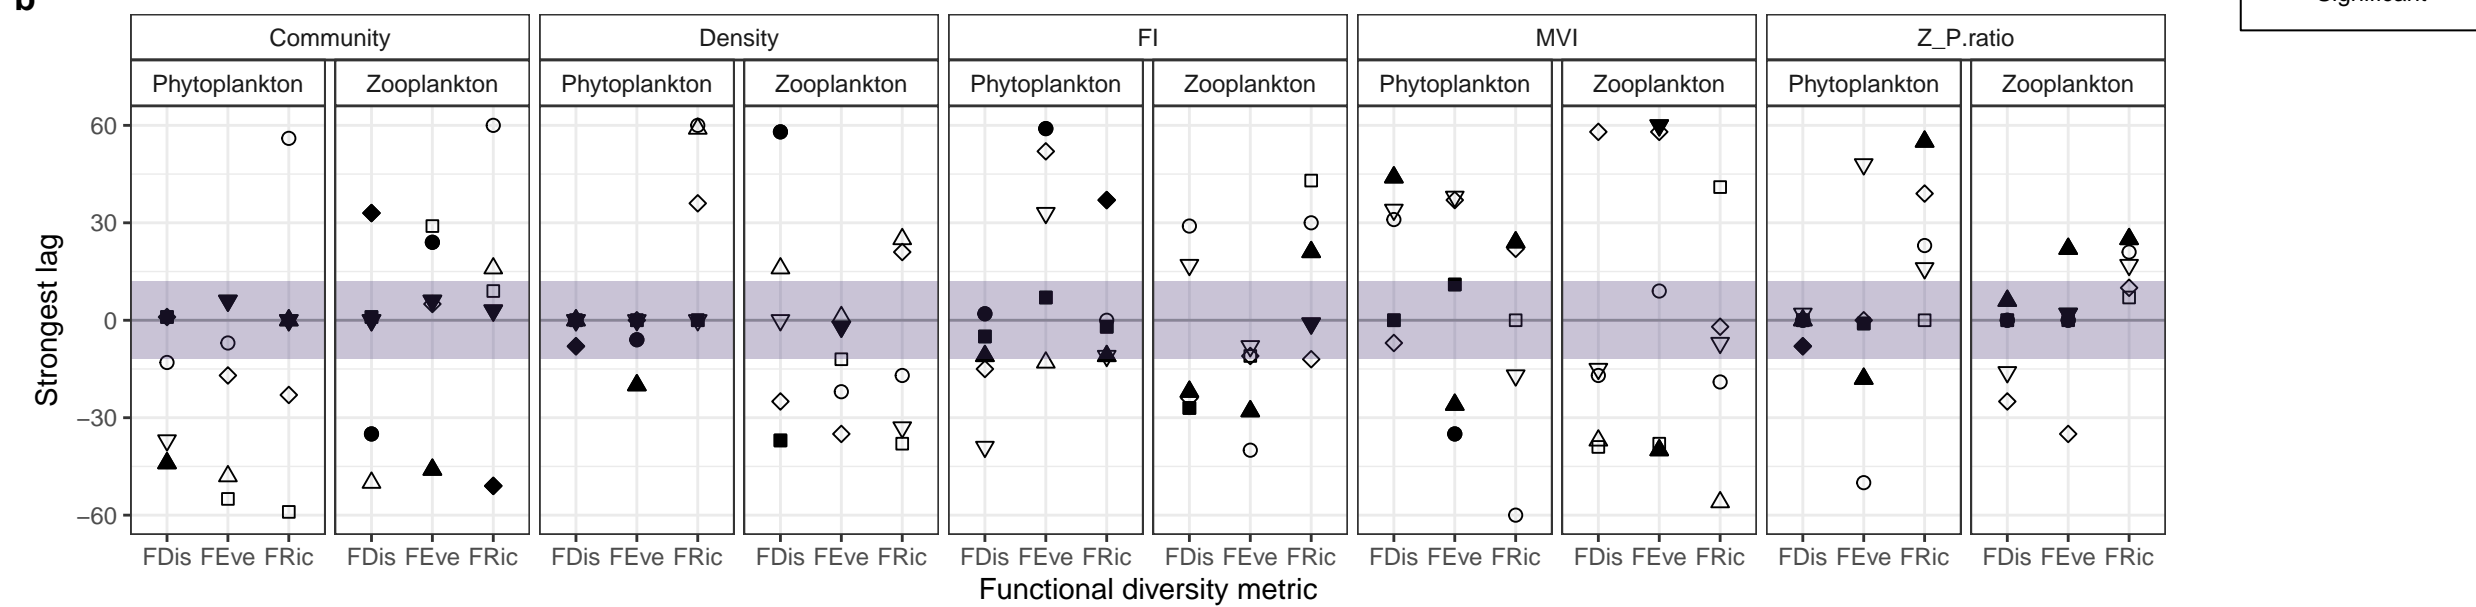 b
Significant
Community Density FI MVI Z_P.ratio
Phytoplankton Zooplankton Phytoplankton Zooplankton Phytoplankton Zooplankton Phytoplankton Zooplankton Phytoplankton Zooplankton
60
30
0
−30
−60
Strongest lag
FDis FEve FRic FDis FEve FRic FDis FEve FRic FDis FEve FRic FDis FEve FRic FDis FEve FRic FDis FEve FRic FDis FEve FRic FDis FEve FRic FDis FEve FRic
Functional diversity metric